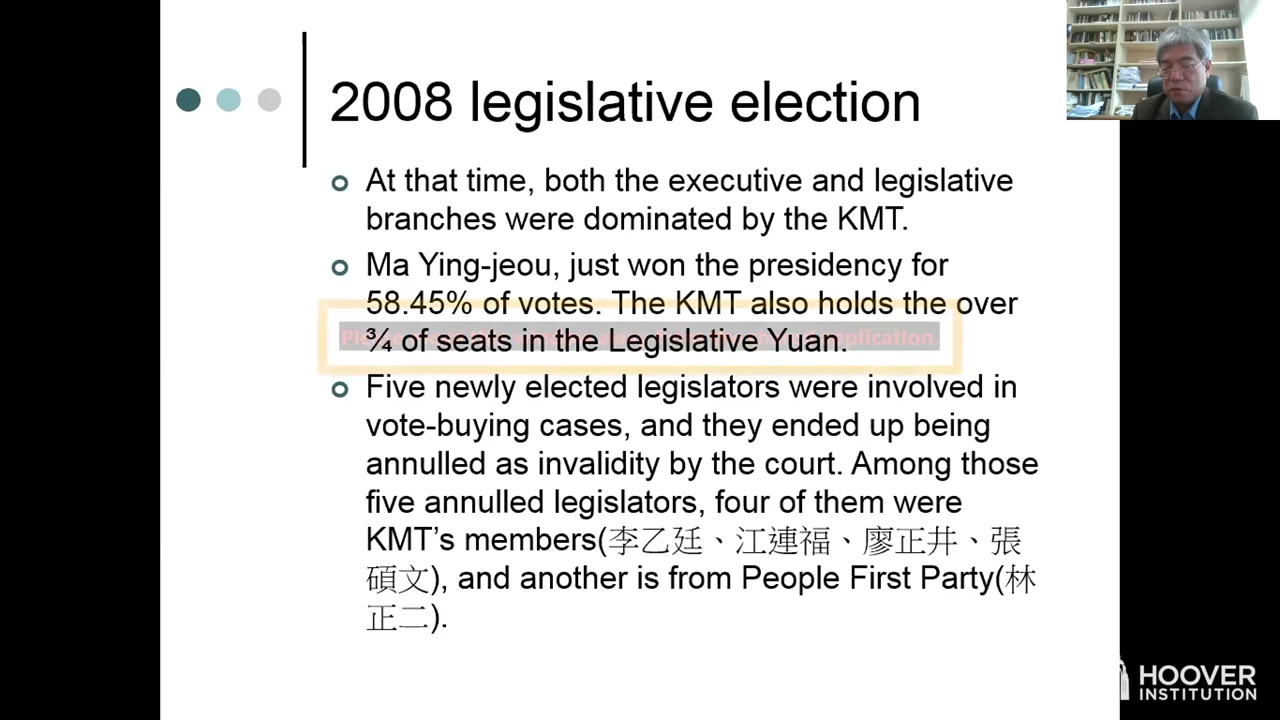 2008 legislative election
At that time, both the executive and legislative
branches were dominated by the KMT.
Ma Ying-jeou, just won the presidency for
58.45% of votes. The KMT also holds the over
¾ of seats in the Legislative Yuan.
Five newly elected legislators were involved in
vote-buying cases, and they ended up being
annulled as invalidity by the court. Among those
five annulled legislators, four of them were
KMT’s members(李乙廷、江連福、廖正井、張
碩文), and another is from People First Party(林
正二).
HOOVER
INSTITUTION